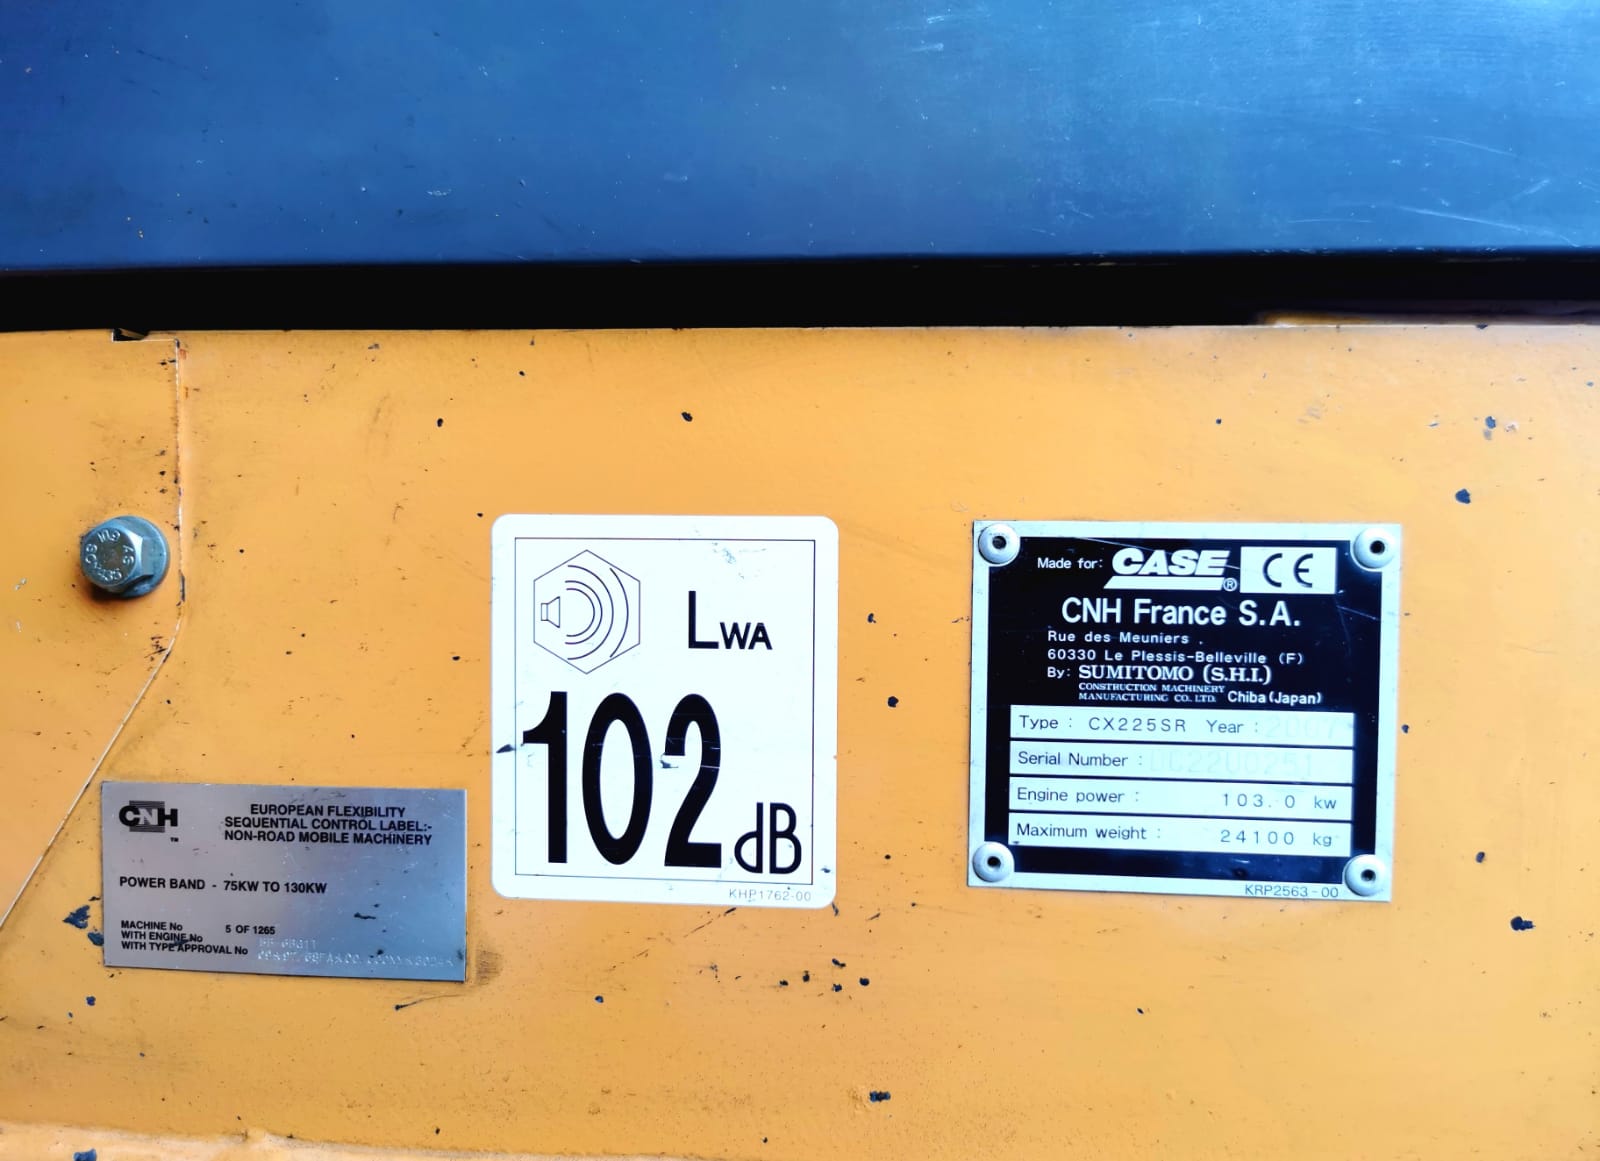 LWA
102 dB
KHP1762-00
Made for: CASE ® CE
CNH France S.A.
Rue des Meuniers .
60330 Le Plessis-Belleville (F)
By: SUMITOMO (S.H.I.)
CONSTRUCTION MACHINERY
MANUFACTURING CO. LTD. Chiba (Japan)
Type : CX225SR Year : 2007
Serial Number :
Engine power : 103.0 kw
Maximum weight : 24100 kg
KRP2563-00
CNH ™
EUROPEAN FLEXIBILITY
SEQUENTIAL CONTROL LABEL:-
NON-ROAD MOBILE MACHINERY
POWER BAND - 75KW TO 130KW
MACHINE No 5 OF 1265
WITH ENGINE No
WITH TYPE APPROVAL No